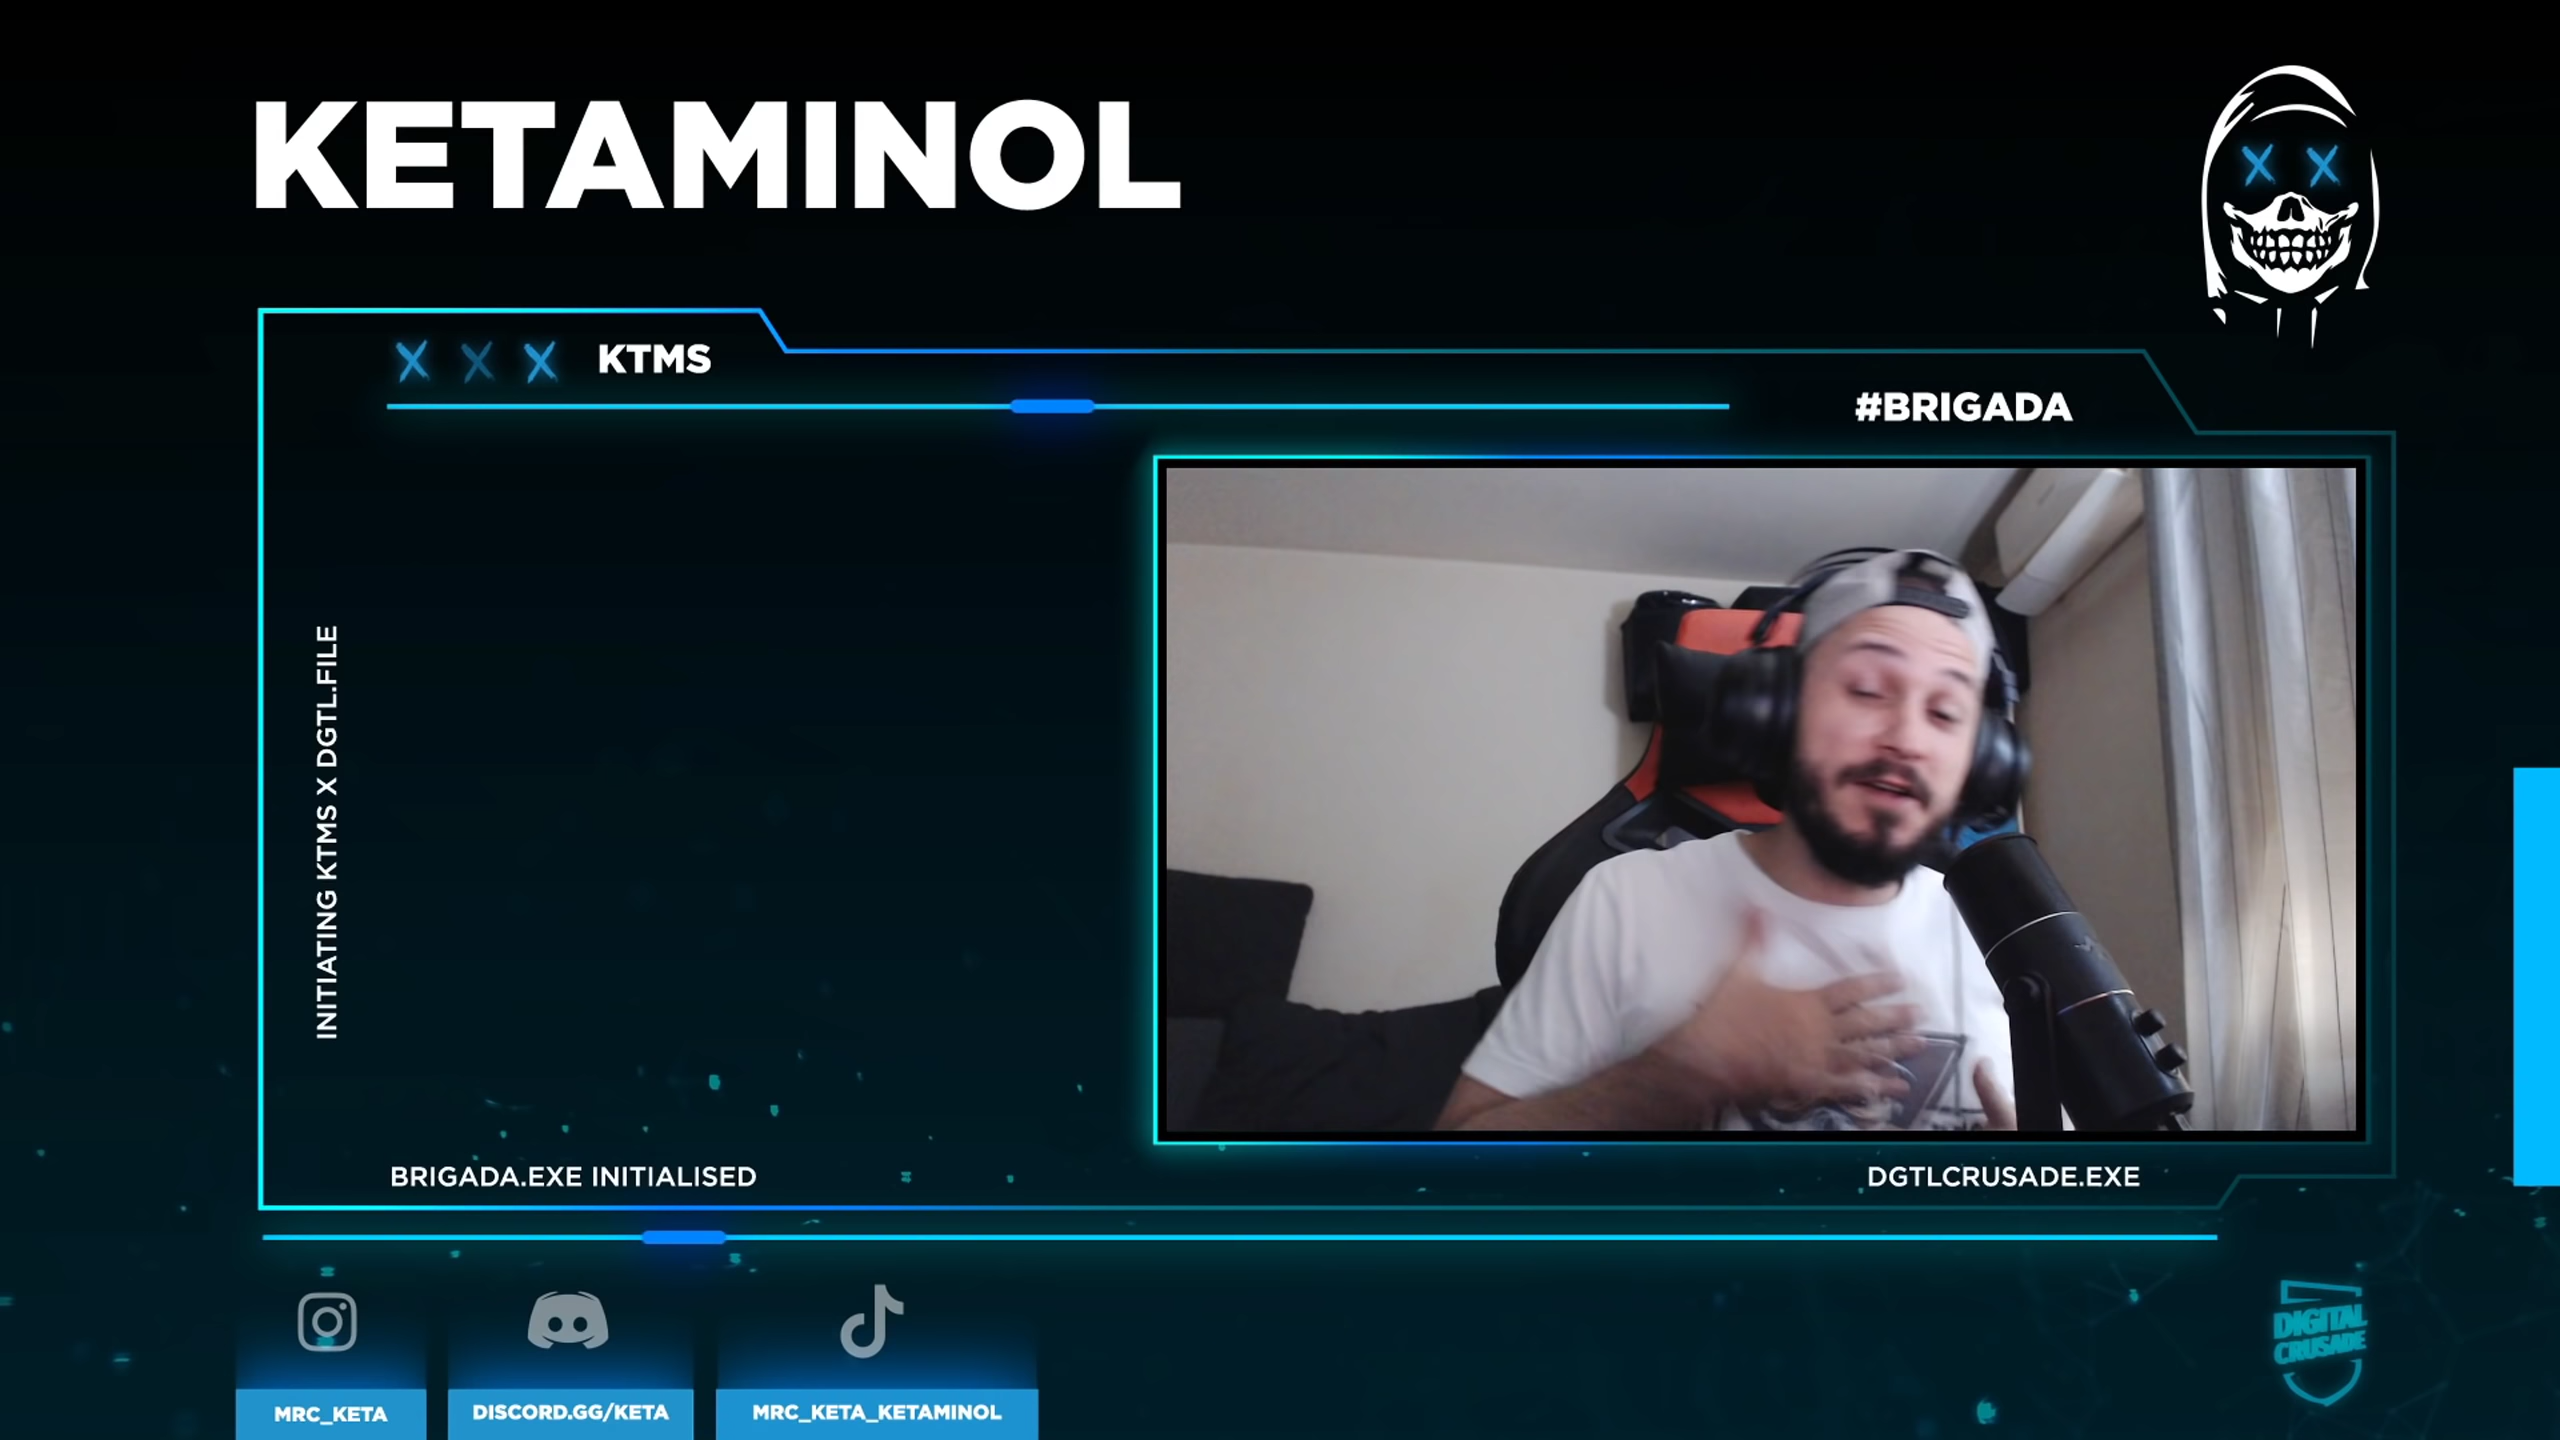 KETAMINOL
KTMS
#BRIGADA
INITIATING KTMS X DGTL.FILE
BRIGADA.EXE INITIALISED
DGTLCRUSADE.EXE
DIGITAL
CRUSADE
MRC_KETA
DISCORD.GG/KETA
MRC_KETA_KETAMINOL